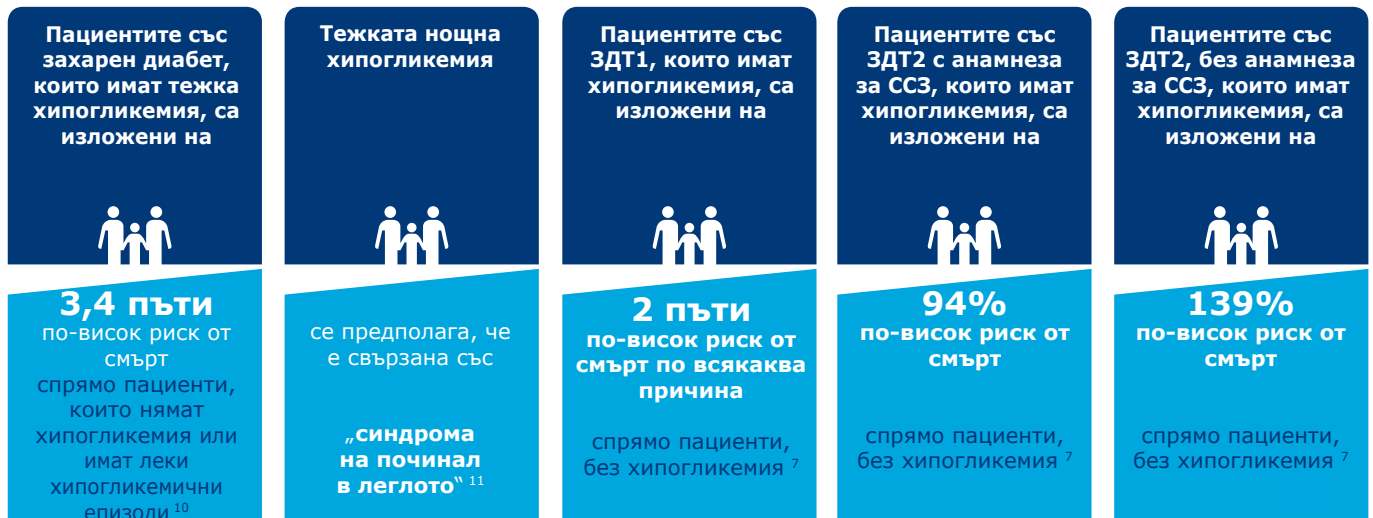 Пациентите със
захарен диабет,
които имат тежка
хипогликемия, са
изложени на
3,4 пъти
по-висок риск от
смърт
спрямо пациенти,
които нямат
хипогликемия или
имат леки
хипогликемични
епизоди 10
Тежката нощна
хипогликемия
се предполага, че
е свързана със
„синдрома
на починал
в леглото“ 11
Пациентите със
ЗДТ1, които имат
хипогликемия, са
изложени на
2 пъти
по-висок риск от
смърт по всякаква
причина
спрямо пациенти,
без хипогликемия 7
Пациентите със
ЗДТ2 с анамнеза
за ССЗ, които имат
хипогликемия, са
изложени на
94%
по-висок риск от
смърт
спрямо пациенти,
без хипогликемия 7
Пациентите със
ЗДТ2, без анамнеза
за ССЗ, които имат
хипогликемия, са
изложени на
139%
по-висок риск от
смърт
спрямо пациенти,
без хипогликемия 7